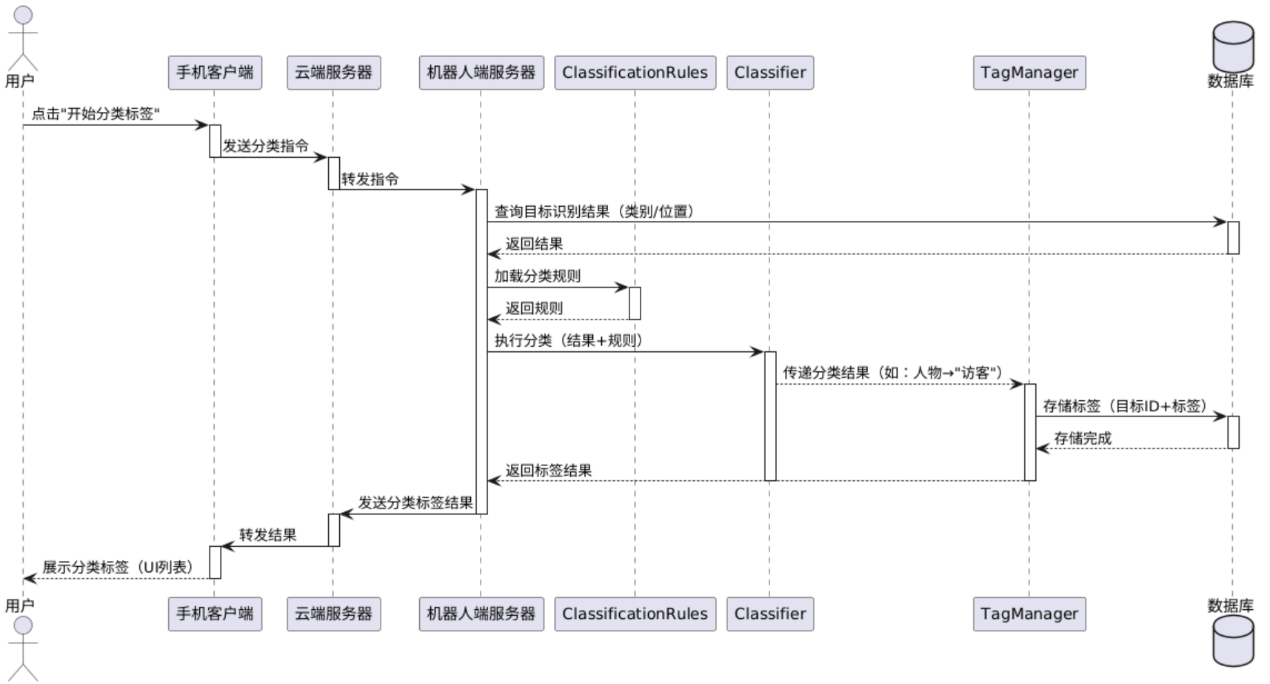 用户
手机客户端
云端服务器
机器人端服务器
ClassificationRules
Classifier
TagManager
数据库
点击"开始分类标签"
发送分类指令
转发指令
查询目标识别结果（类别/位置）
返回结果
加载分类规则
返回规则
执行分类（结果+规则）
传递分类结果（如：人物→"访客"）
存储标签（目标ID+标签）
存储完成
返回标签结果
发送分类标签结果
转发结果
展示分类标签（UI列表）
用户
手机客户端
云端服务器
机器人端服务器
ClassificationRules
Classifier
TagManager
数据库